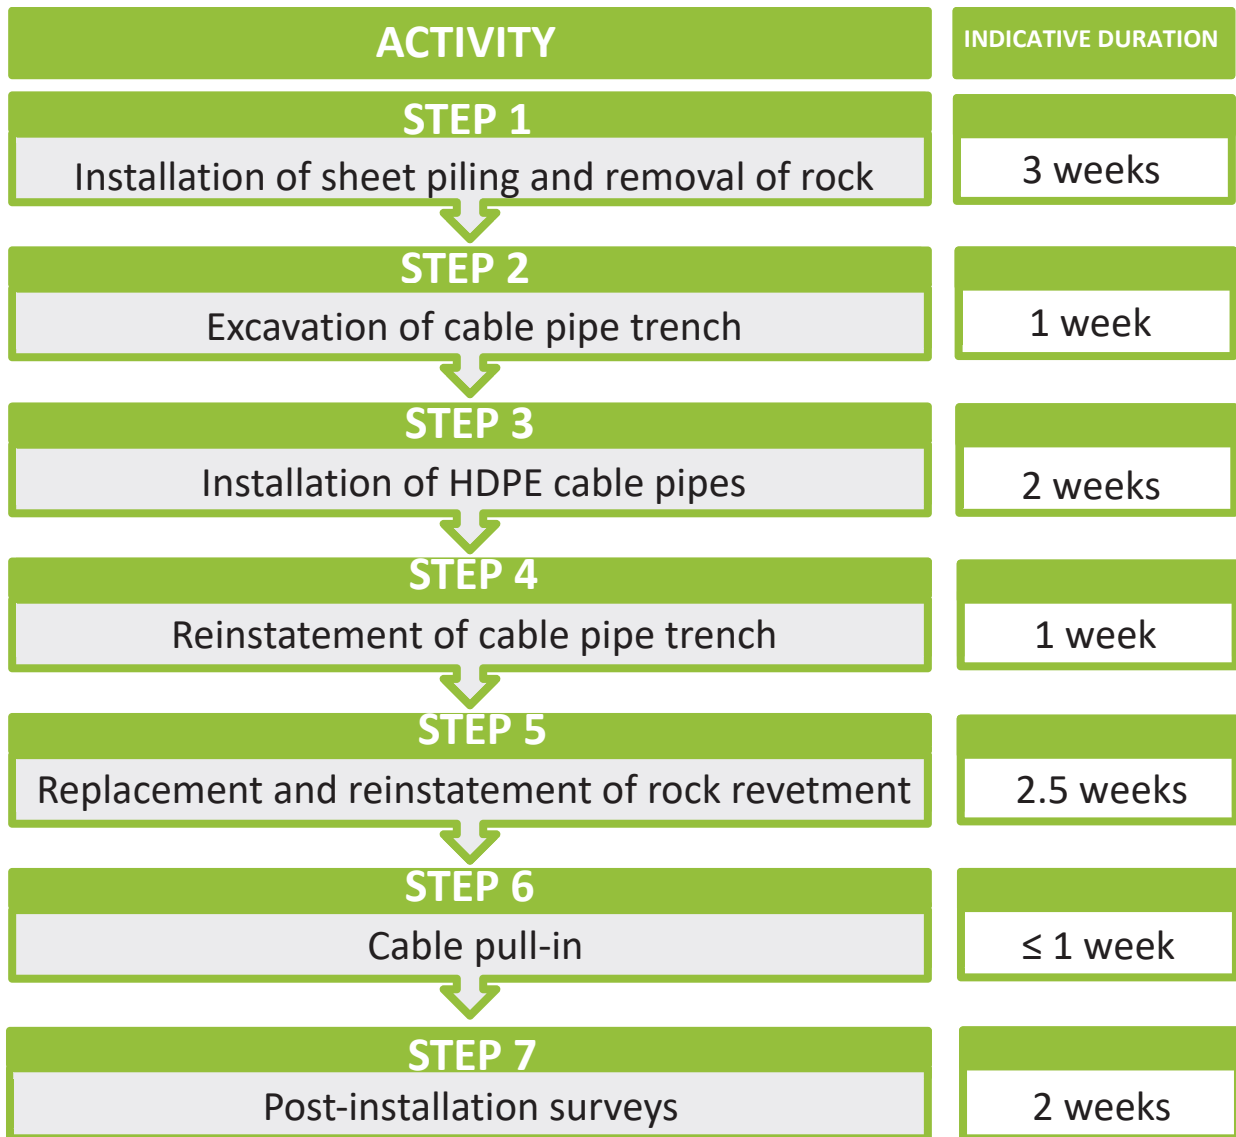 ACTIVITY
INDICATIVE DURATION
STEP 1
Installation of sheet piling and removal of rock
3 weeks
STEP 2
Excavation of cable pipe trench
1 week
STEP 3
Installation of HDPE cable pipes
2 weeks
STEP 4
Reinstatement of cable pipe trench
1 week
STEP 5
Replacement and reinstatement of rock revetment
2.5 weeks
STEP 6
Cable pull-in
≤ 1 week
STEP 7
Post-installation surveys
2 weeks